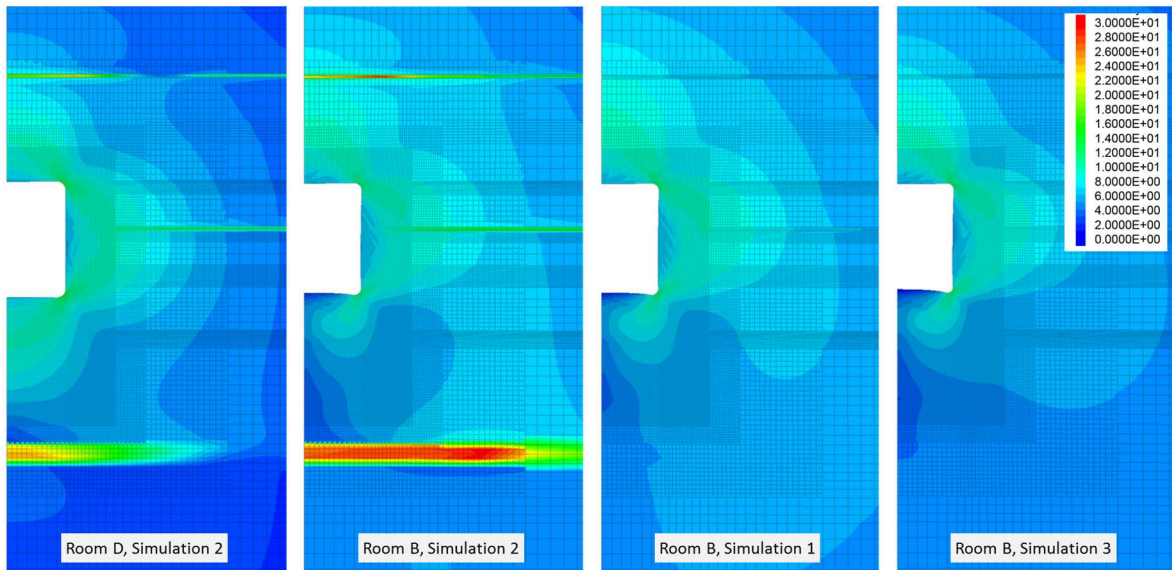 3.0000E+01
2.8000E+01
2.6000E+01
2.4000E+01
2.2000E+01
2.0000E+01
1.8000E+01
1.6000E+01
1.4000E+01
1.2000E+01
1.0000E+01
8.0000E+00
6.0000E+00
4.0000E+00
2.0000E+00
0.0000E+00
Room D, Simulation 2
Room B, Simulation 2
Room B, Simulation 1
Room B, Simulation 3